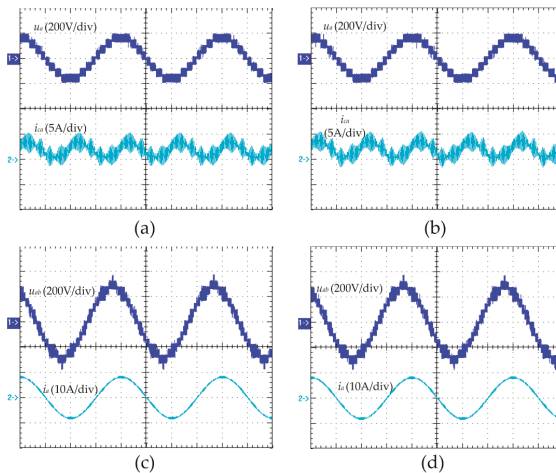 ua (200V/div)
1
ica (5A/div)
2
(a)
ua (200V/div)
1
ica
(5A/div)
2
(b)
uab (200V/div)
1
ia (10A/div)
2
(c)
uab (200V/div)
1
ia (10A/div)
2
(d)